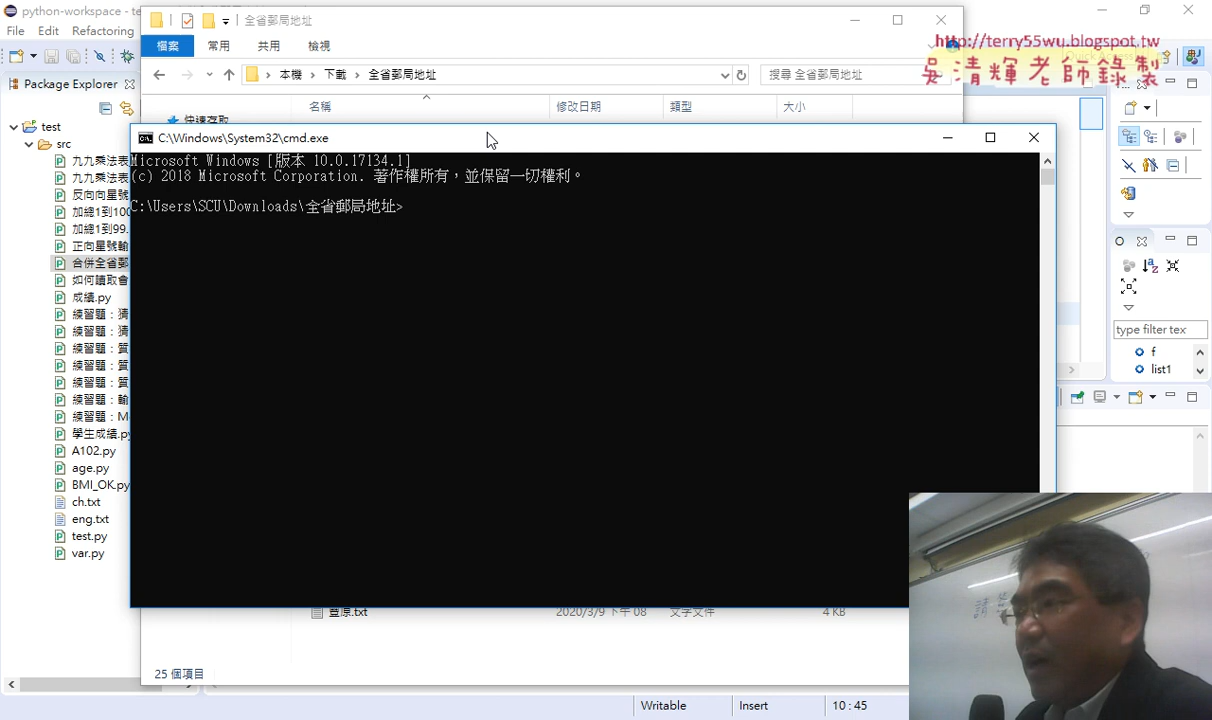 python-workspace - te
全省郵局地址
File Edit Refactoring
檔案 常用 共用 檢視
http://terry55wu.blogspot.tw
吳清輝老師錄製
本機 下載 全省郵局地址
搜尋 全省郵局地址
Package Explorer
名稱 修改日期 類型 大小
快速存取
C:\Windows\System32\cmd.exe
Microsoft Windows [版本 10.0.17134.1]
(c) 2018 Microsoft Corporation. 著作權所有，並保留一切權利。
C:\Users\SCU\Downloads\全省郵局地址>
test
src
九九乘法表
九九乘法表
反向向星號
加總1到100
加總1到99.
正向星號輸
合併全省郵
如何讀取會
成績.py
練習題：猜
練習題：猜
練習題：質
練習題：質
練習題：質
練習題：輸
練習題：M
學生成績.py
A102.py
age.py
BMI_OK.py
ch.txt
eng.txt
test.py
var.py
type filter tex
f
list1
豐原.txt 2020/3/9 下午 08 文字文件 4 KB
25 個項目
Writable Insert 10 : 45
請